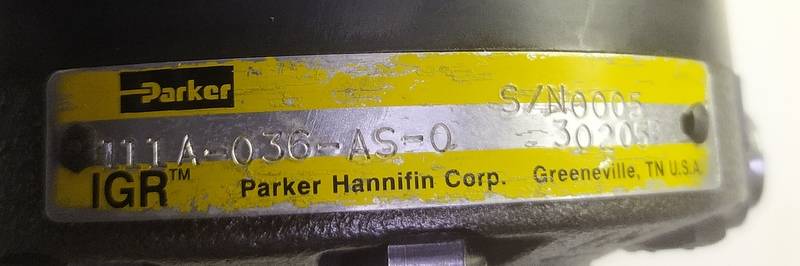 Parker
S/N0005
111A-036-AS-0
30205
IGR™ Parker Hannifin Corp. Greeneville, TN U.S.A.